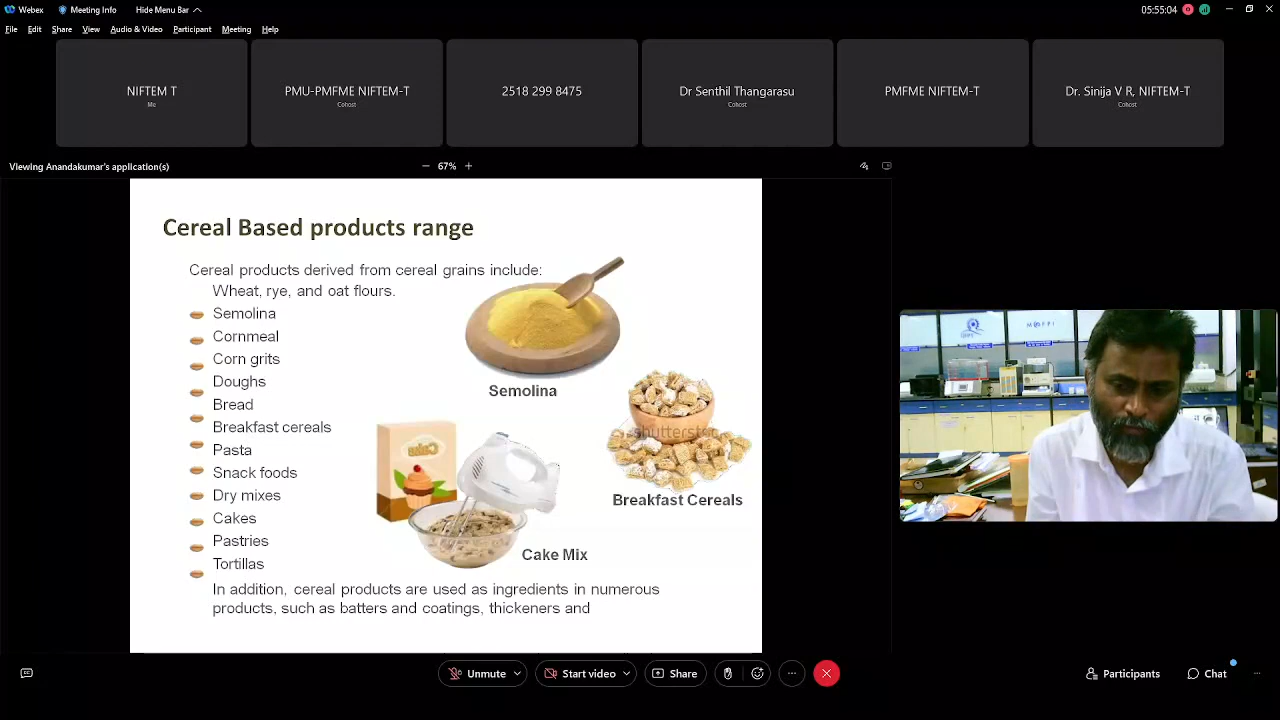 Webex
Meeting Info
Hide Menu Bar
05:55:04
File Edit Share View Audio & Video Participant Meeting Help
NIFTEM T
Me
PMU-PMFME NIFTEM-T
Cohost
2518 299 8475
Dr Senthil Thangarasu
Cohost
PMFME NIFTEM-T
Dr. Sinija V R, NIFTEM-T
Cohost
Viewing Anandakumar's application(s)
67%
Cereal Based products range
Cereal products derived from cereal grains include:
Wheat, rye, and oat flours.
Semolina
Cornmeal
Corn grits
Doughs
Bread
Breakfast cereals
Pasta
Snack foods
Dry mixes
Cakes
Pastries
Tortillas
In addition, cereal products are used as ingredients in numerous
products, such as batters and coatings, thickeners and
Semolina
shutterstock
Breakfast Cereals
Cake Mix
Unmute
Start video
Share
Participants
Chat